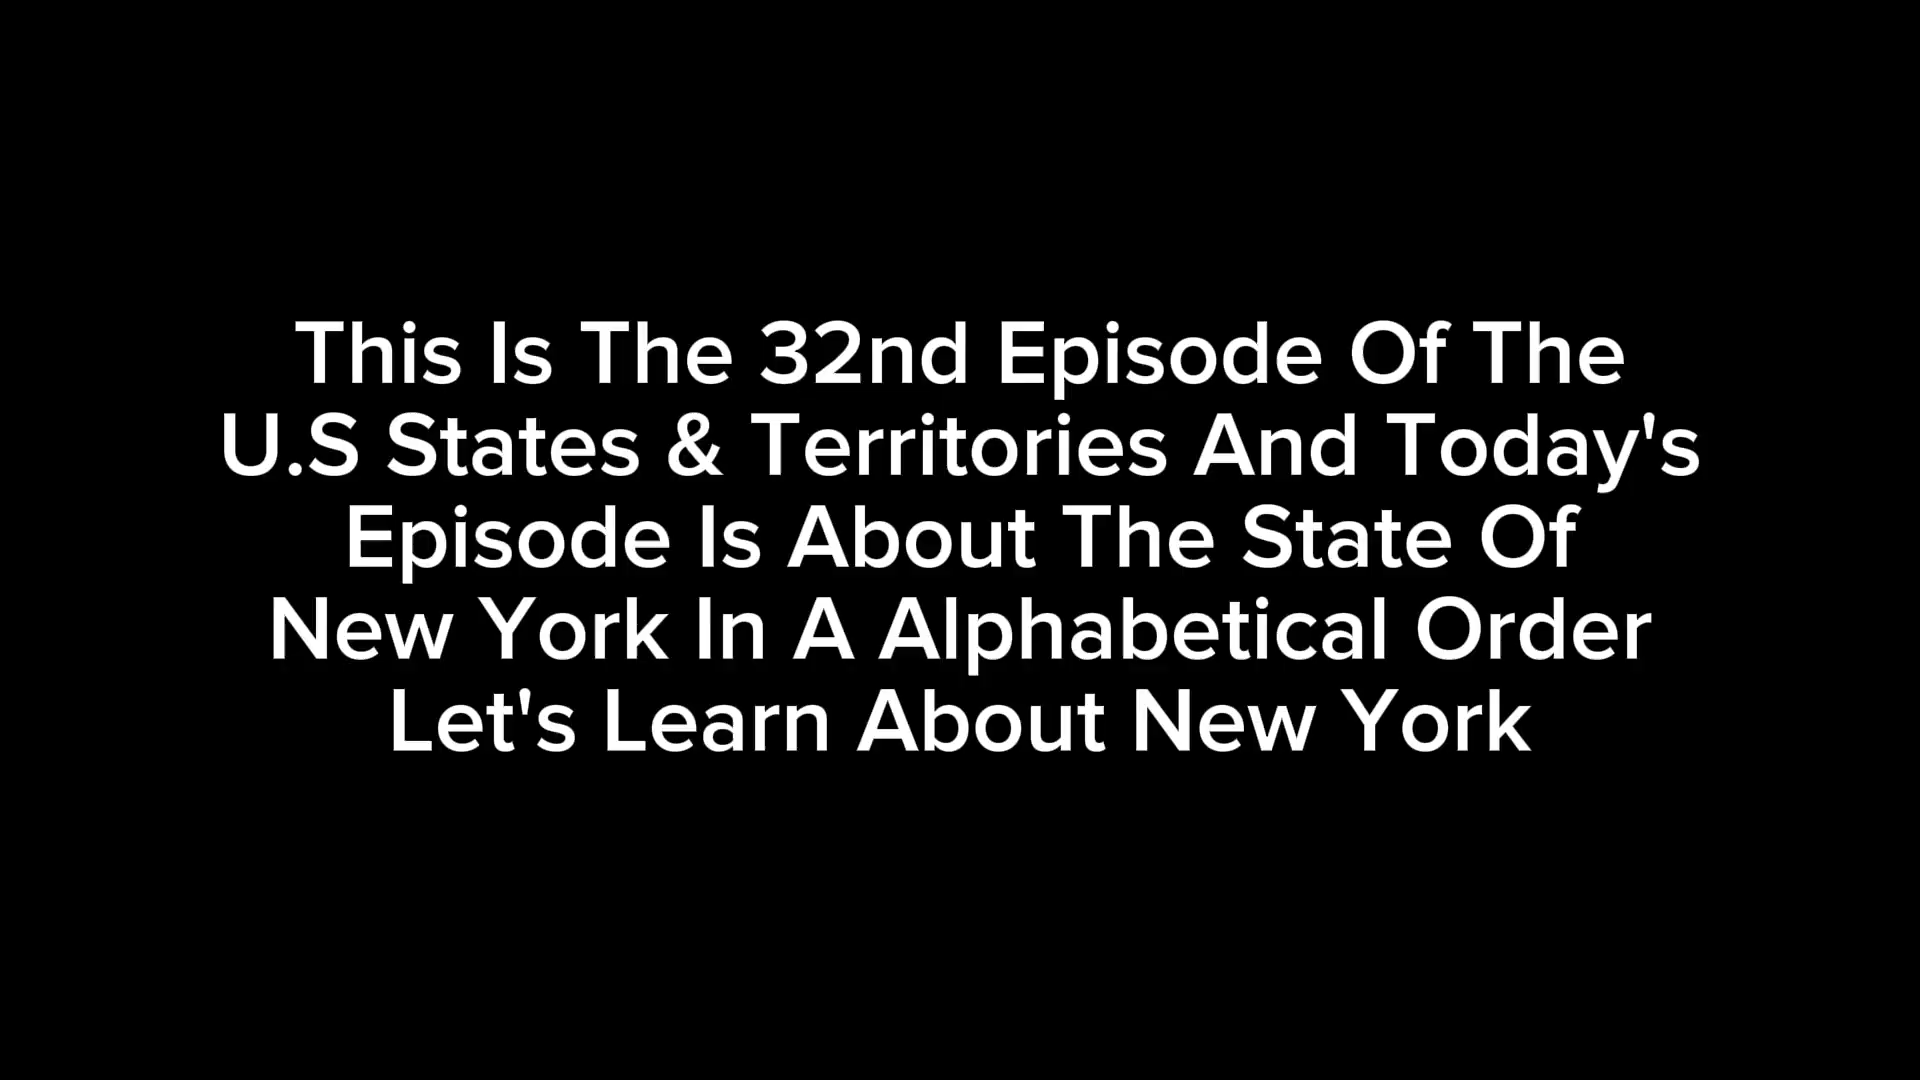 This Is The 32nd Episode Of The
U.S States & Territories And Today's
Episode Is About The State Of
New York In A Alphabetical Order
Let's Learn About New York